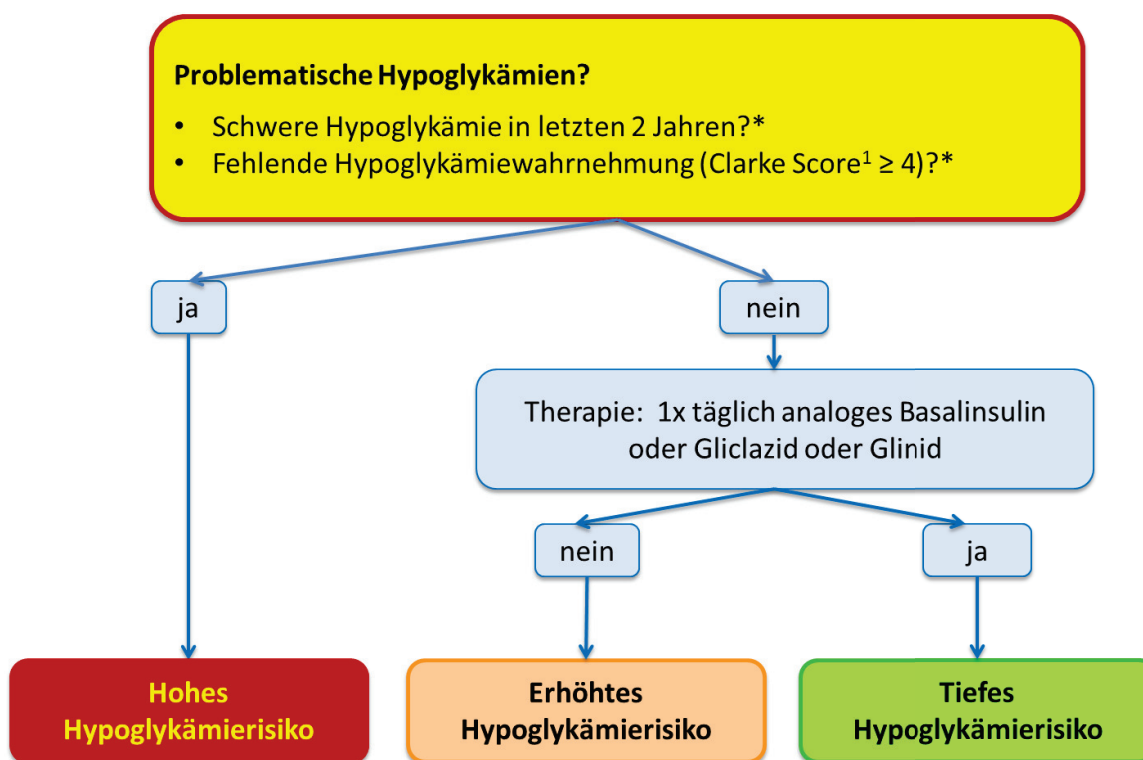 Problematische Hypoglykämien?
• Schwere Hypoglykämie in letzten 2 Jahren?*
• Fehlende Hypoglykämiewahrnehmung (Clarke Score¹ ≥ 4)?*
ja
nein
Therapie: 1x täglich analoges Basalinsulin
oder Gliclazid oder Glinid
nein
ja
Hohes
Hypoglykämierisiko
Erhöhtes
Hypoglykämierisiko
Tiefes
Hypoglykämierisiko